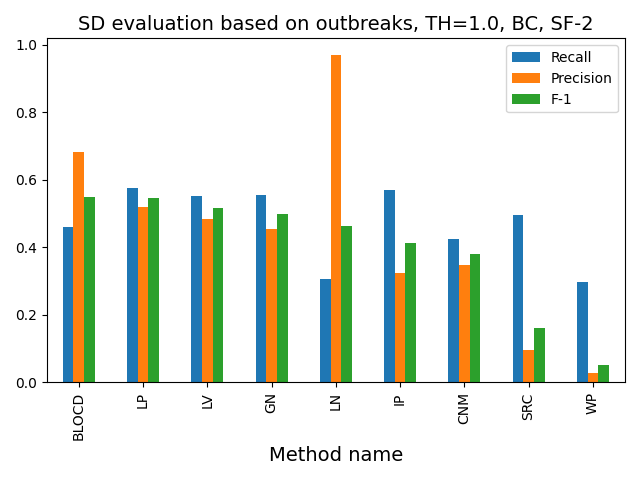 SD evaluation based on outbreaks, TH=1.0, BC, SF-2
1.0
0.8
0.6
0.4
0.2
0.0
Recall
Precision
F-1
BLOCD
LP
LV
GN
LN
IP
CNM
SRC
WP
Method name